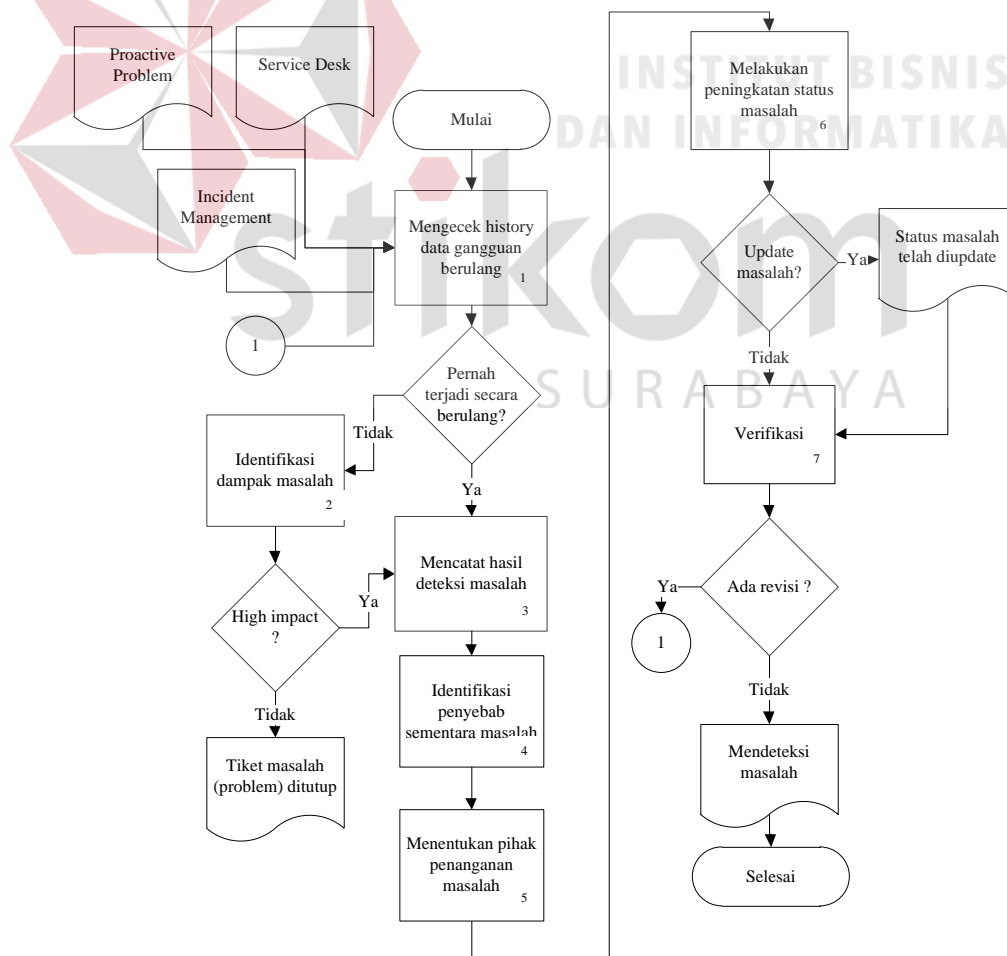 Proactive
Problem
Service Desk
Mulai
Incident
Management
Mengecek history
data gangguan
berulang
1
1
Pernah
terjadi secara
berulang?
Tidak
Ya
Identifikasi
dampak masalah
2
High impact
?
Ya
Tidak
Tiket masalah
(problem) ditutup
Mencatat hasil
deteksi masalah
3
Identifikasi
penyebab
sementara masalah
4
Menentukan pihak
penanganan
masalah
5
INSTITUT BISNIS
DAN INFORMATIKA
stikom
SURABAYA
Melakukan
peningkatan status
masalah
6
Update
masalah?
Ya
Status masalah
telah diupdate
Tidak
Verifikasi
7
Ada revisi ?
Ya
1
Tidak
Mendeteksi
masalah
Selesai